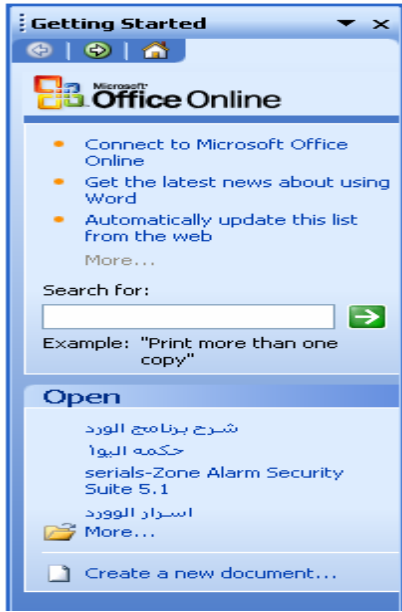 Getting Started
Microsoft
Office Online
Connect to Microsoft Office
Online
Get the latest news about using
Word
Automatically update this list
from the web
More...
Search for:
Example: "Print more than one
copy"
Open
شرح برنامج الورد
حكمه اليوا
serials-Zone Alarm Security
Suite 5.1
اسرار الوورد
More...
Create a new document...